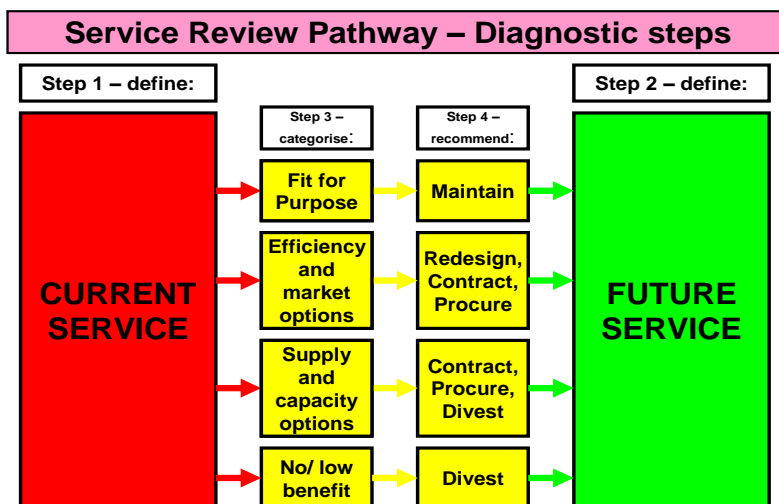 Service Review Pathway – Diagnostic steps
Step 1 – define:
Step 2 – define:
Step 3 –
categorise:
Step 4 –
recommend:
CURRENT
SERVICE
Fit for
Purpose
Maintain
Efficiency
and
market
options
Redesign,
Contract,
Procure
Supply
and
capacity
options
Contract,
Procure,
Divest
No/ low
benefit
Divest
FUTURE
SERVICE